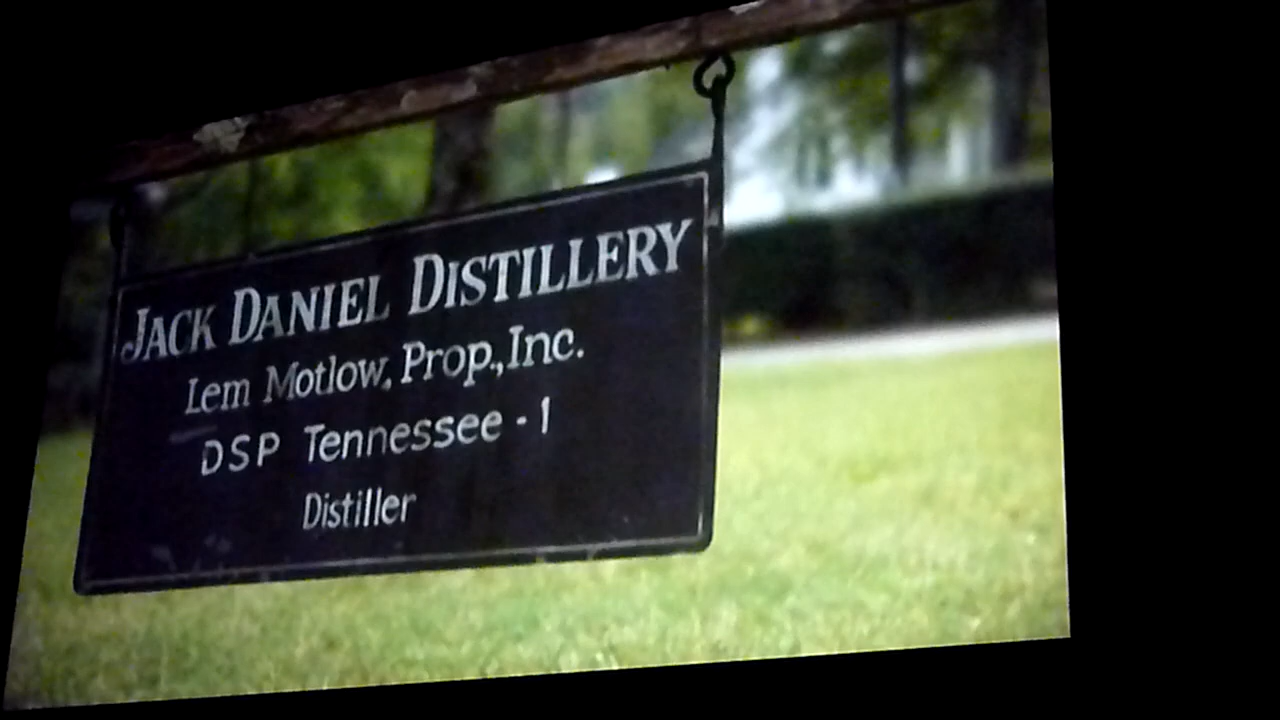 JACK DANIEL DISTILLERY
Lem Motlow, Prop., Inc.
DSP Tennessee - 1
Distiller